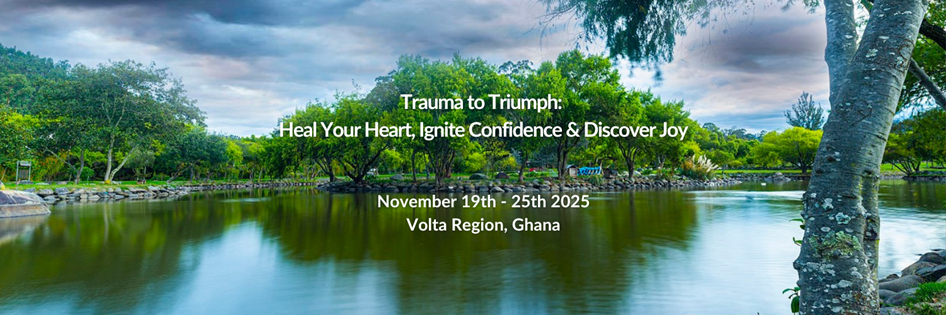 Trauma to Triumph:
Heal Your Heart, Ignite Confidence & Discover Joy
November 19th - 25th 2025
Volta Region, Ghana